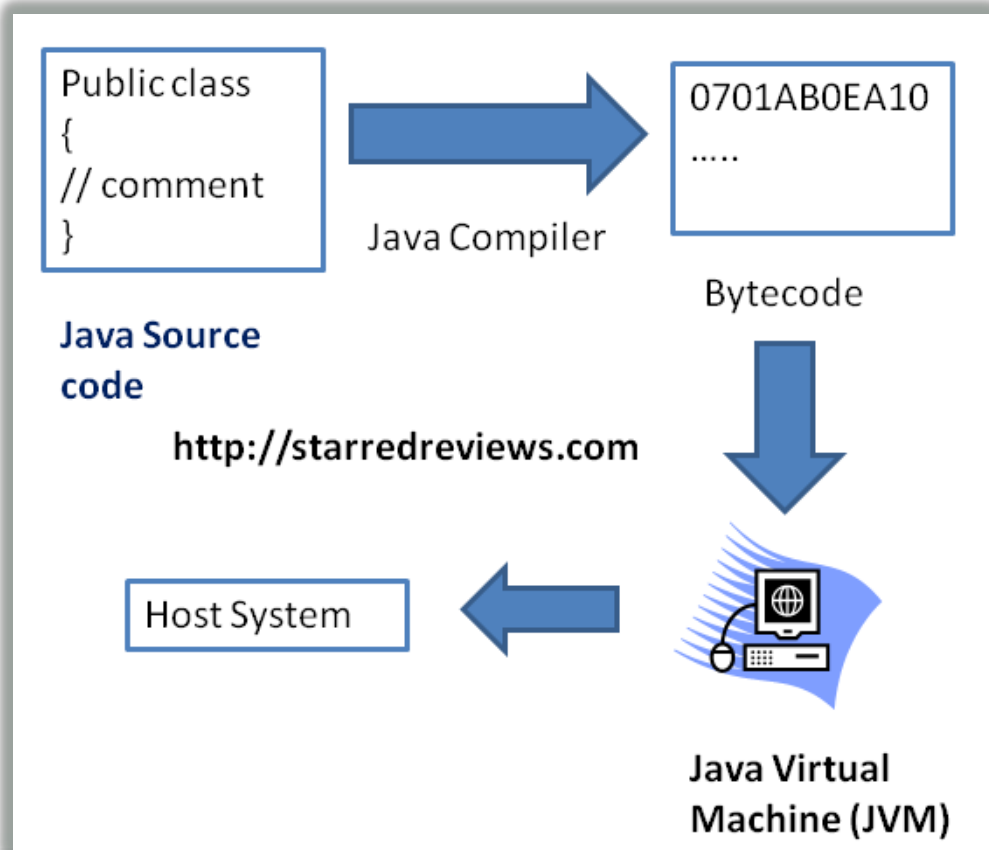 Public class
{
// comment
}
Java Compiler
0701AB0EA10
.....
Bytecode
Java Source
code
http://starredreviews.com
Host System
Java Virtual
Machine (JVM)